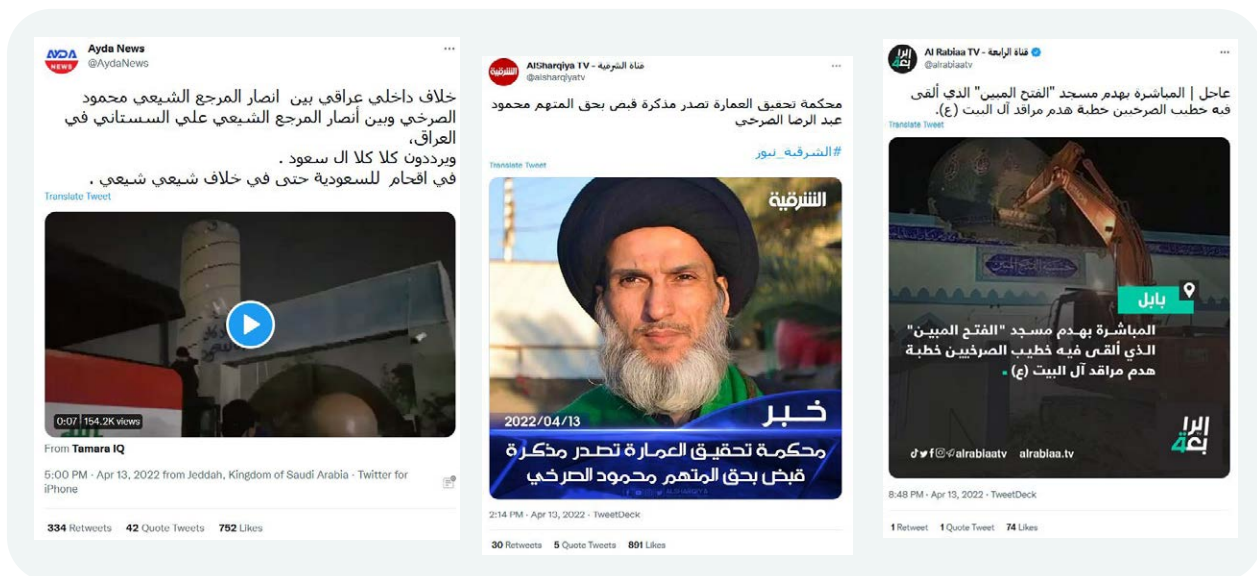 Ayda News
@AydaNews
خلاف داخلي عراقي بين انصار المرجع الشيعي محمود
الصرخي وبين أنصار المرجع الشيعي علي السستاني في
العراق،
ويرددون كلا كلا ال سعود .
في اقحام للسعودية حتى في خلاف شيعي شيعي .
Translate Tweet
0:07 154.2K views
From Tamara IQ
5:00 PM · Apr 13, 2022 from Jeddah, Kingdom of Saudi Arabia · Twitter for
iPhone
334 Retweets 42 Quote Tweets 752 Likes
AlSharqiya TV - قناة الشرقية
@alsharqiyatv
محكمة تحقيق العمارة تصدر مذكرة قبض بحق المتهم محمود
عبد الرضا الصرخي
#الشرقية_نيوز
Translate Tweet
الشرقية
خبر
2022/04/13
محكمة تحقيق العمارة تصدر مذكرة
قبض بحق المتهم محمود الصرخي
2:14 PM · Apr 13, 2022 · TweetDeck
30 Retweets 5 Quote Tweets 891 Likes
Al Rabiaa TV - قناة الرابعة
@alrabiaatv
عاجل | المباشرة بهدم مسجد "الفتح المبين" الذي ألقى
فيه خطيب الصرخيين خطبة هدم مراقد آل البيت (ع).
Translate Tweet
بابل
المباشرة بهدم مسجد "الفتح المبين"
الذي ألقى فيه خطيب الصرخيين خطبة
هدم مراقد آل البيت (ع) .
alrabiaatv alrabiaa.tv
8:48 PM · Apr 13, 2022 · TweetDeck
1 Retweet 1 Quote Tweet 74 Likes